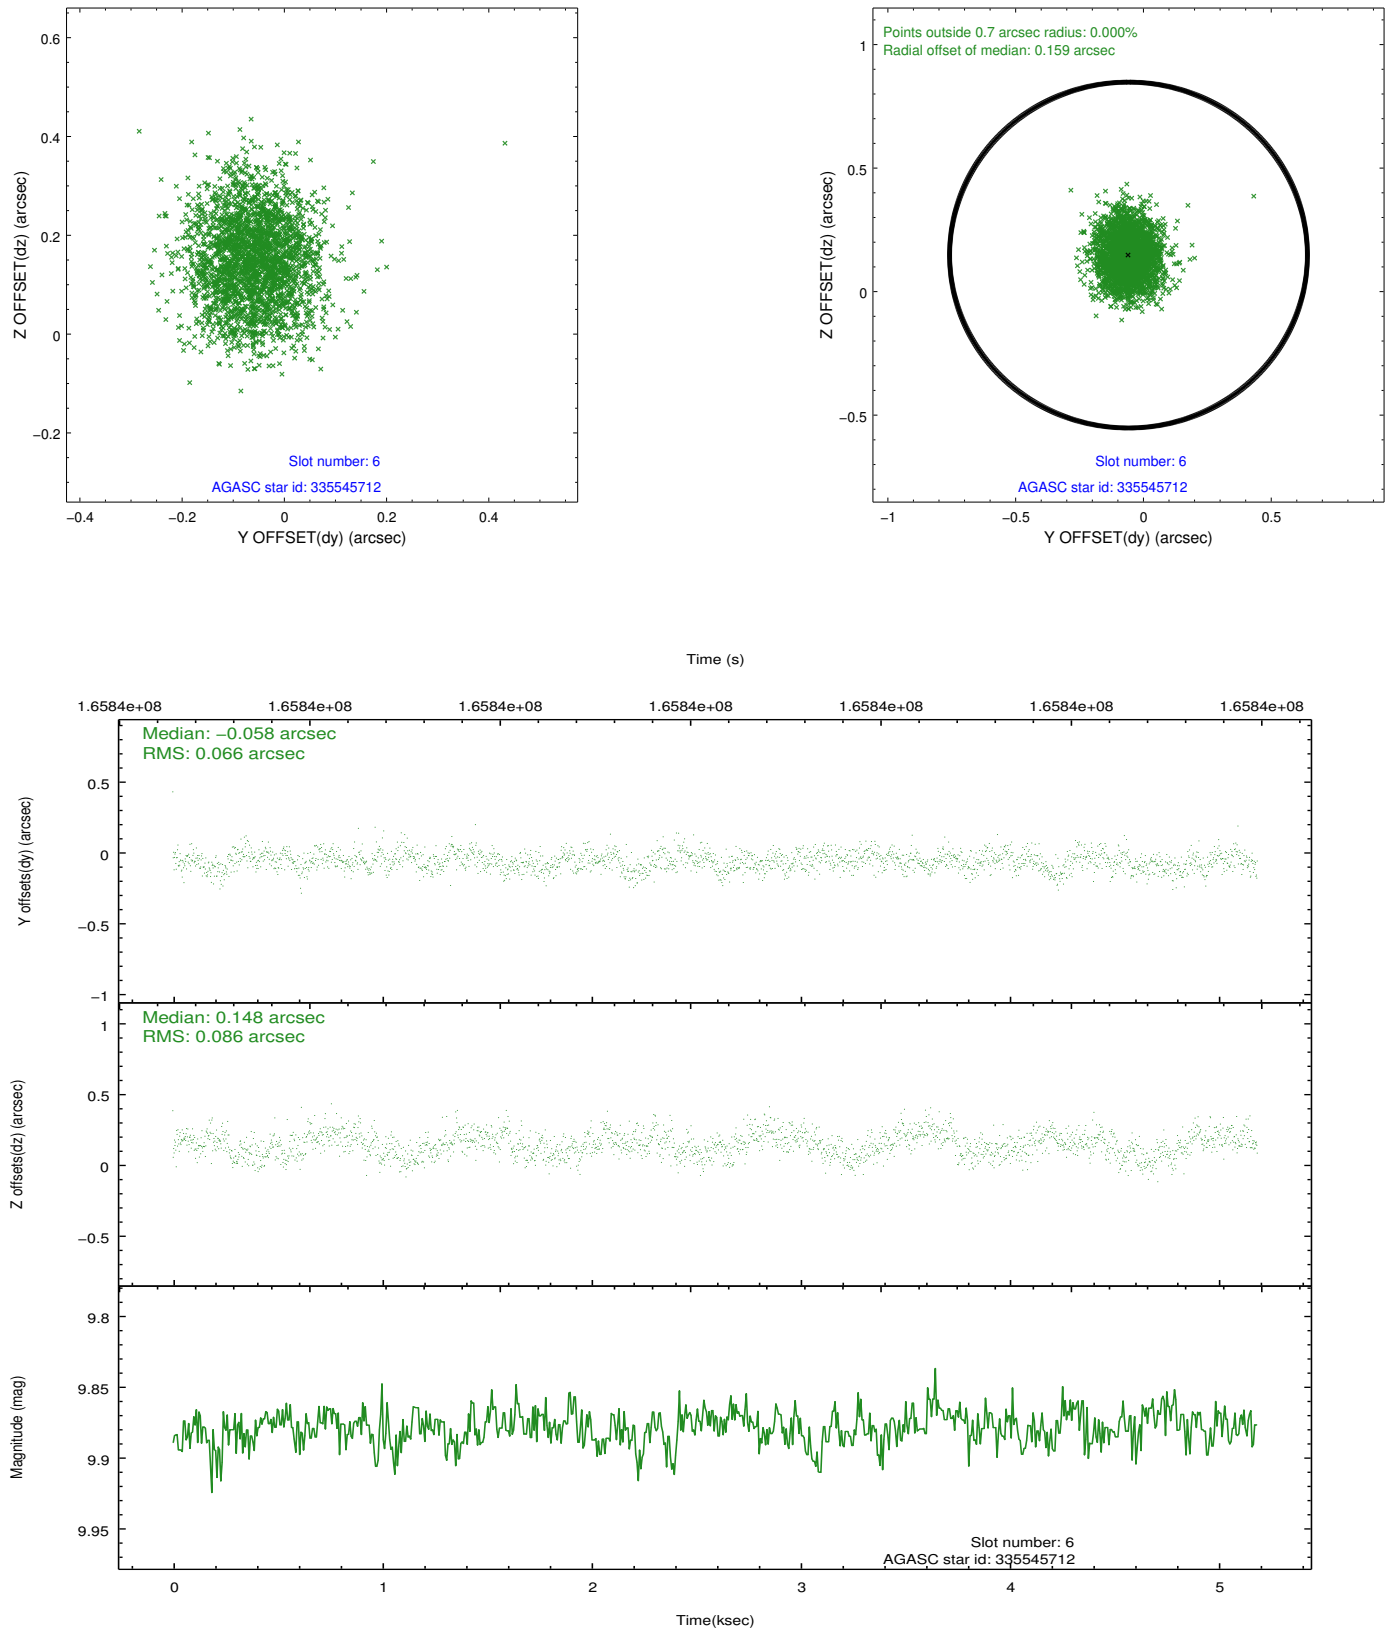 0.6
0.4
0.2
0
−0.2
−0.4
−0.2
0
0.2
0.4
Z OFFSET(dz) (arcsec)
Y OFFSET(dy) (arcsec)
Slot number: 6
AGASC star id: 335545712
Points outside 0.7 arcsec radius: 0.000%
Radial offset of median: 0.159 arcsec
1
0.5
0
−0.5
−1
−0.5
0
0.5
Z OFFSET(dz) (arcsec)
Y OFFSET(dy) (arcsec)
Slot number: 6
AGASC star id: 335545712
Time (s)
1.6584e+08 1.6584e+08 1.6584e+08 1.6584e+08 1.6584e+08 1.6584e+08 1.6584e+08
Median: −0.058 arcsec
RMS: 0.066 arcsec
0.5
0
−0.5
−1
Y offsets(dy) (arcsec)
Median: 0.148 arcsec
RMS: 0.086 arcsec
1
0.5
0
−0.5
Z offsets(dz) (arcsec)
9.8
9.85
9.9
9.95
Magnitude (mag)
Slot number: 6
AGASC star id: 335545712
0 1 2 3 4 5
Time(ksec)